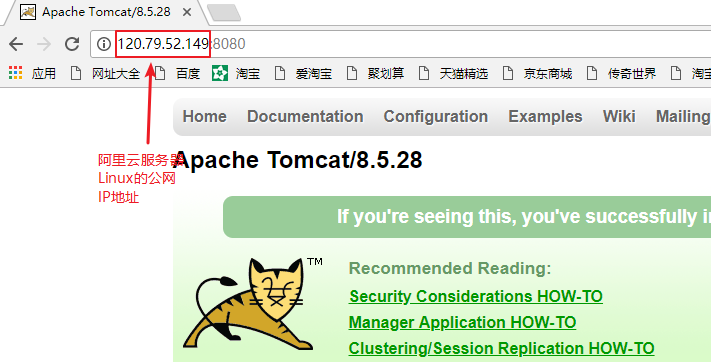 Apache Tomcat/8.5.28
120.79.52.149:8080
应用 网址大全 百度 淘宝 爱淘宝 聚划算 天猫精选 京东商城 传奇世界 淘宝
Home Documentation Configuration Examples Wiki Mailing
阿里云服务器
Linux的公网
IP地址
Apache Tomcat/8.5.28
If you're seeing this, you've successfully i
TM
Recommended Reading:
Security Considerations HOW-TO
Manager Application HOW-TO
Clustering/Session Replication HOW-TO